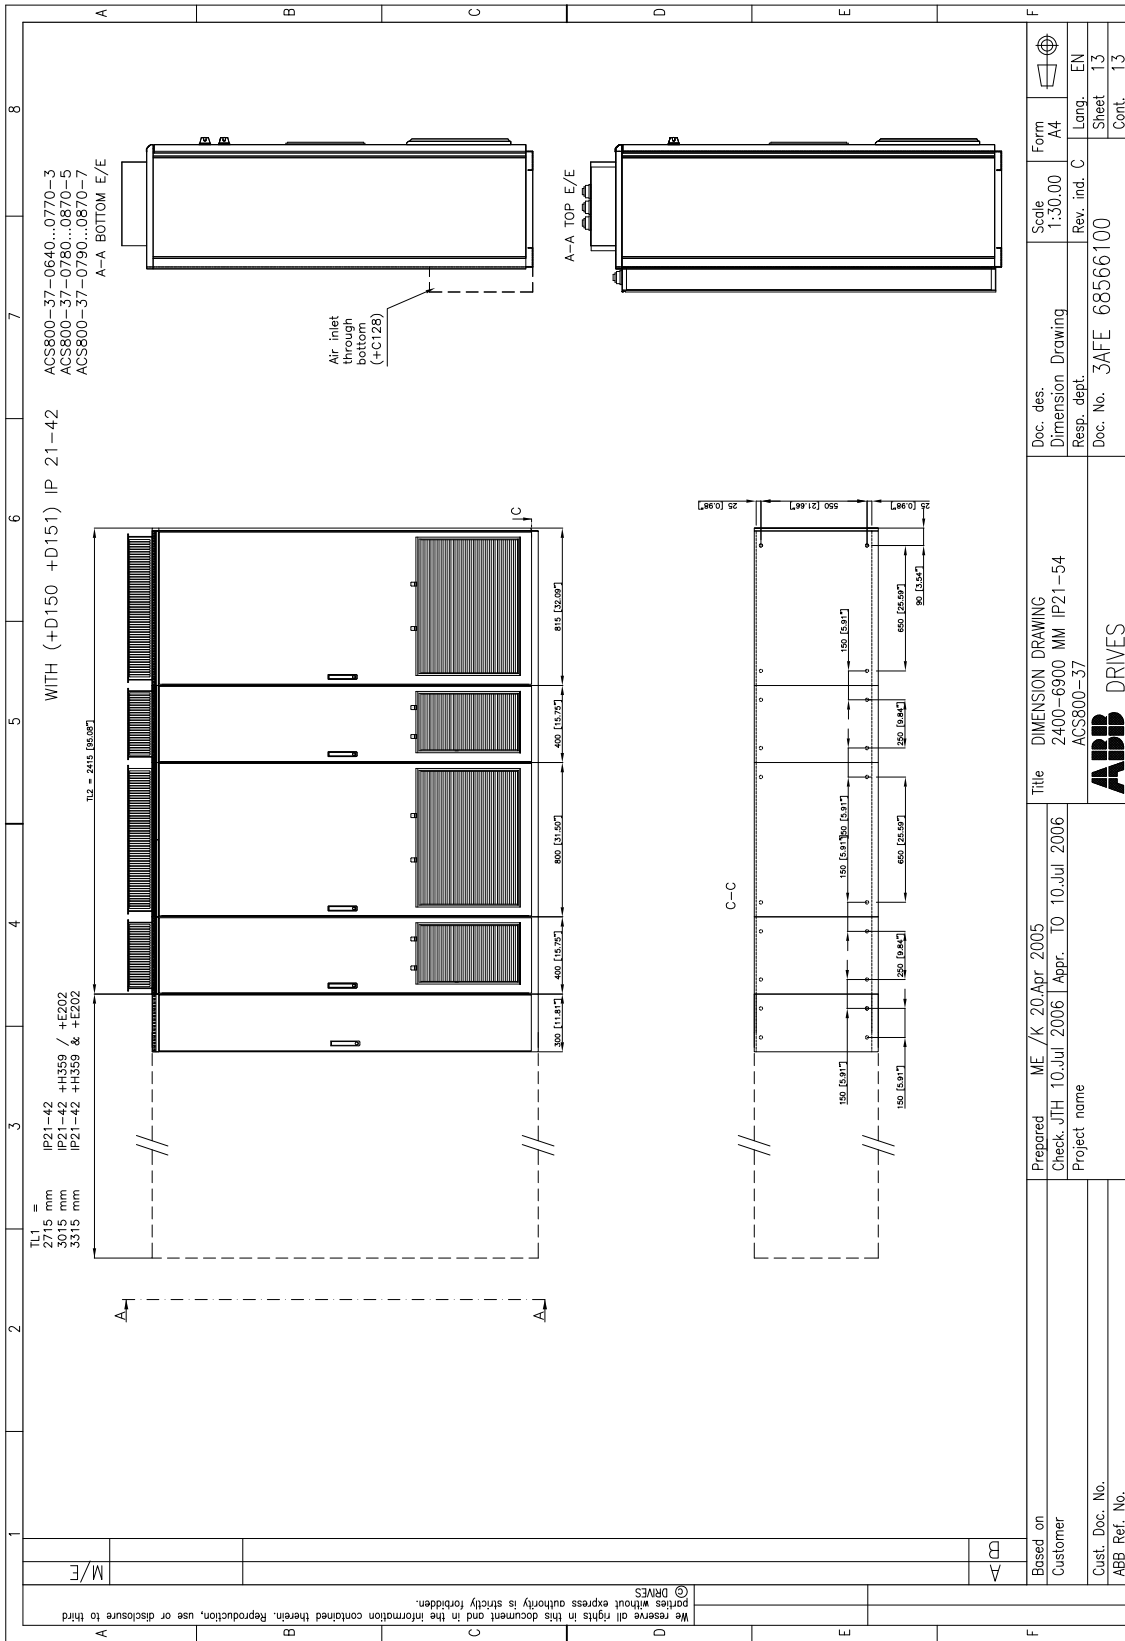 1
2
3
4
5
6
7
8
A
B
C
D
E
F
A
B
C
D
E
F
TL1 =
2715 mm IP21-42
3015 mm IP21-42 +H359 / +E202
3315 mm IP21-42 +H359 & +E202
WITH (+D150 +D151) IP 21-42
ACS800-37-0640...0770-3
ACS800-37-0780...0870-5
ACS800-37-0790...0870-7
A-A BOTTOM E/E
TL2 = 2415 [95.08"]
A
A
C
300 [11.81"]
400 [15.75"]
800 [31.50"]
400 [15.75"]
815 [32.09"]
Air inlet
through
bottom
(+C128)
A-A TOP E/E
C-C
25 [0.98"]
550 [21.66"]
25 [0.98"]
150 [5.91"]
150 [5.91"]
150 [5.91"]
150 [5.91"]
150 [5.91"]
250 [9.84"]
650 [25.59"]
250 [9.84"]
650 [25.59"]
90 [3.54"]
M/E
A
B
We reserve all rights in this document and in the information contained therein. Reproduction, use or disclosure to third
parties without express authority is strictly forbidden.
© DRIVES
Based on
Customer
Cust. Doc. No.
ABB Ref. No.
Prepared ME /K 20.Apr 2005
Check. JTH 10.Jul 2006 Appr. TO 10.Jul 2006
Project name
Title DIMENSION DRAWING
2400-6900 MM IP21-54
ACS800-37
ABB DRIVES
Doc. des.
Dimension Drawing
Resp. dept.
Doc. No. 3AFE 68566100
Scale
1:30.00
Form
A4
Rev. ind. C
Lang. EN
Sheet 13
Cont. 13